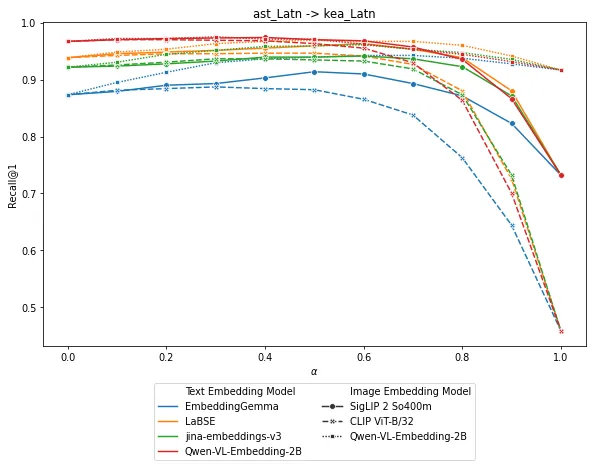 ast_Latn -> kea_Latn
Recall@1
1.0
0.9
0.8
0.7
0.6
0.5
0.0 0.2 0.4 0.6 0.8 1.0
α
Text Embedding Model Image Embedding Model
EmbeddingGemma SigLIP 2 So400m
LaBSE CLIP ViT-B/32
jina-embeddings-v3 Qwen-VL-Embedding-2B
Qwen-VL-Embedding-2B